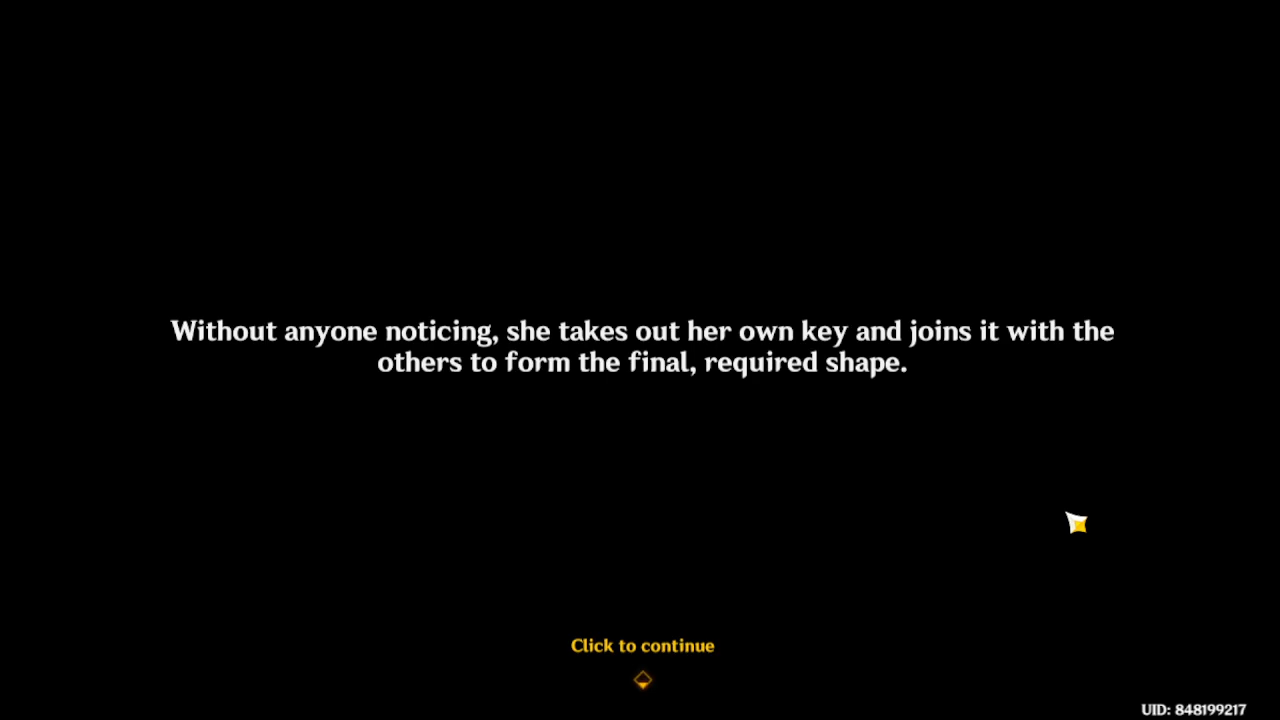 Without anyone noticing, she takes out her own key and joins it with the
others to form the final, required shape.
Click to continue
UID: 848199217